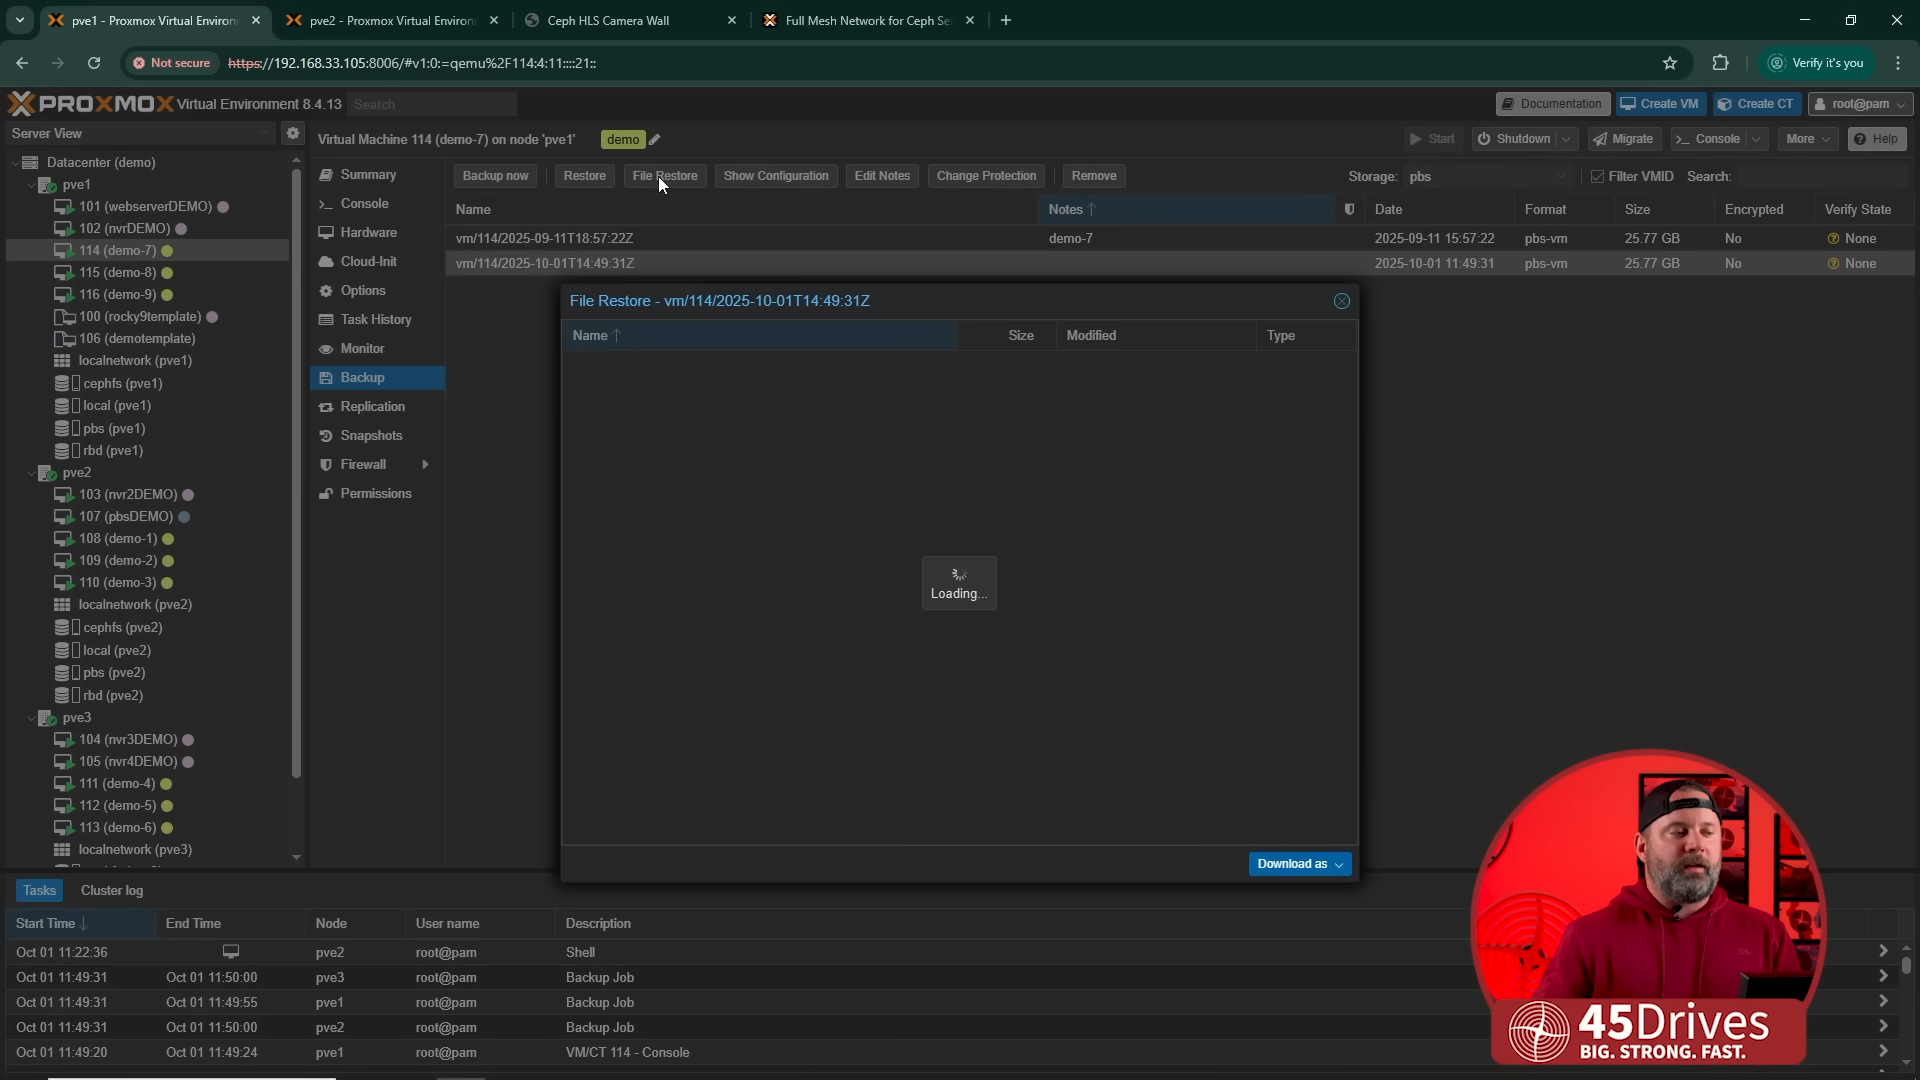 pve1 - Proxmox Virtual Environ
pve2 - Proxmox Virtual Environ
Ceph HLS Camera Wall
Full Mesh Network for Ceph Se
Not secure https://192.168.33.105:8006/#v1:0:=qemu%2F114:4:11::::21:: Verify it's you
PROXMOX Virtual Environment 8.4.13 Search Documentation Create VM Create CT root@pam
Server View
Virtual Machine 114 (demo-7) on node 'pve1' demo Start Shutdown Migrate Console More Help
Datacenter (demo)
pve1
101 (webserverDEMO)
102 (nvrDEMO)
114 (demo-7)
115 (demo-8)
116 (demo-9)
100 (rocky9template)
106 (demotemplate)
localnetwork (pve1)
cephfs (pve1)
local (pve1)
pbs (pve1)
rbd (pve1)
pve2
103 (nvr2DEMO)
107 (pbsDEMO)
108 (demo-1)
109 (demo-2)
110 (demo-3)
localnetwork (pve2)
cephfs (pve2)
local (pve2)
pbs (pve2)
rbd (pve2)
pve3
104 (nvr3DEMO)
105 (nvr4DEMO)
111 (demo-4)
112 (demo-5)
113 (demo-6)
localnetwork (pve3)
Summary
Console
Hardware
Cloud-Init
Options
Task History
Monitor
Backup
Replication
Snapshots
Firewall
Permissions
Backup now Restore File Restore Show Configuration Edit Notes Change Protection Remove Storage: pbs Filter VMID Search:
Name Notes Date Format Size Encrypted Verify State
vm/114/2025-09-11T18:57:22Z demo-7 2025-09-11 15:57:22 pbs-vm 25.77 GB No None
vm/114/2025-10-01T14:49:31Z 2025-10-01 11:49:31 pbs-vm 25.77 GB No None
File Restore - vm/114/2025-10-01T14:49:31Z
Name Size Modified Type
Loading...
Download as
Tasks Cluster log
Start Time End Time Node User name Description
Oct 01 11:22:36 pve2 root@pam Shell
Oct 01 11:49:31 Oct 01 11:50:00 pve3 root@pam Backup Job
Oct 01 11:49:31 Oct 01 11:49:55 pve1 root@pam Backup Job
Oct 01 11:49:31 Oct 01 11:50:00 pve2 root@pam Backup Job
Oct 01 11:49:20 Oct 01 11:49:24 pve1 root@pam VM/CT 114 - Console
45Drives
BIG. STRONG. FAST.